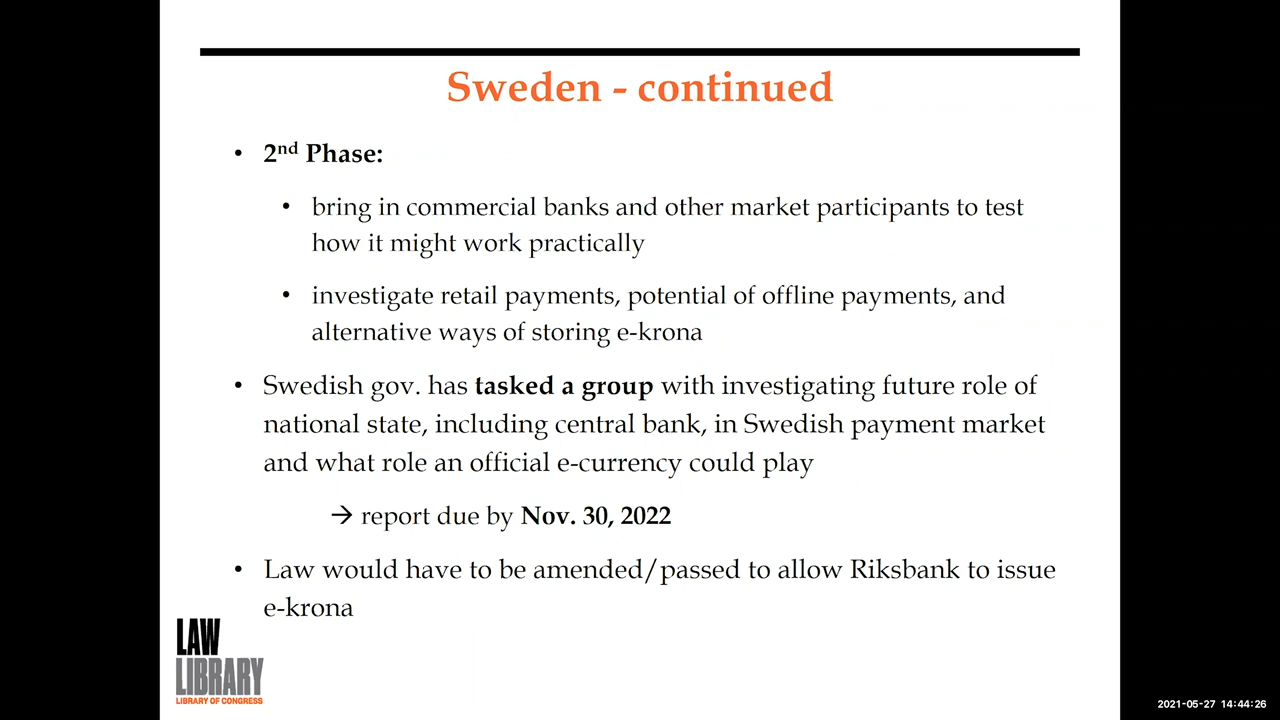 Sweden - continued
• 2nd Phase:
• bring in commercial banks and other market participants to test
how it might work practically
• investigate retail payments, potential of offline payments, and
alternative ways of storing e-krona
• Swedish gov. has tasked a group with investigating future role of
national state, including central bank, in Swedish payment market
and what role an official e-currency could play
→ report due by Nov. 30, 2022
• Law would have to be amended/passed to allow Riksbank to issue
e-krona
LAW
LIBRARY
LIBRARY OF CONGRESS
2021-05-27 14:44:26